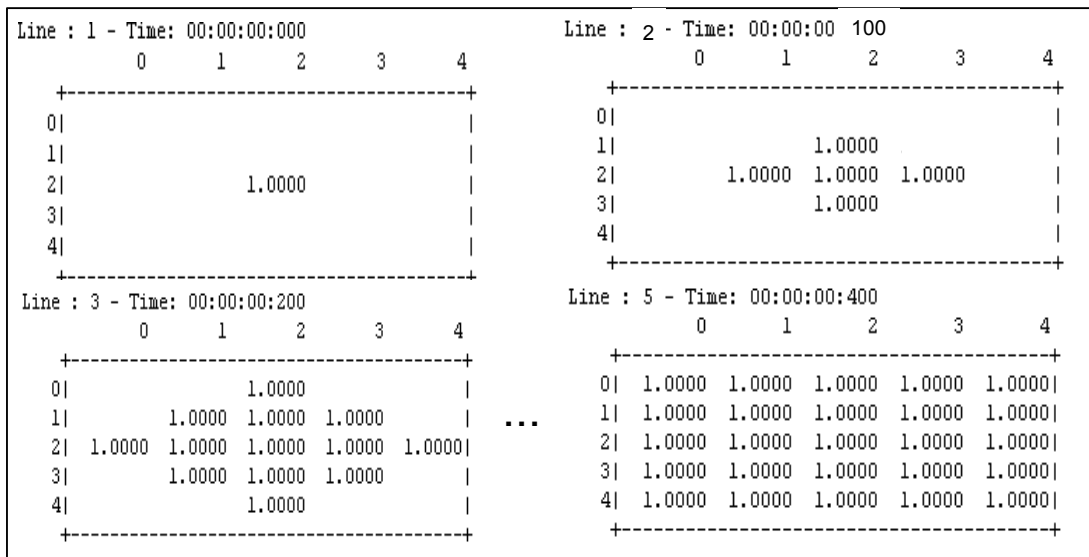 Line : 1 - Time: 00:00:00:000
0 1 2 3 4
+-----------------------------------------+
0| |
1| |
2| 1.0000 |
3| |
4| |
+-----------------------------------------+
Line : 2 - Time: 00:00:00 100
0 1 2 3 4
+--------------------------------------------+
0| |
1| 1.0000 |
2| 1.0000 1.0000 1.0000 |
3| 1.0000 |
4| |
+--------------------------------------------+
Line : 3 - Time: 00:00:00:200
0 1 2 3 4
+-----------------------------------------+
0| 1.0000 |
1| 1.0000 1.0000 1.0000 |
2| 1.0000 1.0000 1.0000 1.0000 1.0000|
3| 1.0000 1.0000 1.0000 |
4| 1.0000 |
+-----------------------------------------+
...
Line : 5 - Time: 00:00:00:400
0 1 2 3 4
+--------------------------------------------+
0| 1.0000 1.0000 1.0000 1.0000 1.0000|
1| 1.0000 1.0000 1.0000 1.0000 1.0000|
2| 1.0000 1.0000 1.0000 1.0000 1.0000|
3| 1.0000 1.0000 1.0000 1.0000 1.0000|
4| 1.0000 1.0000 1.0000 1.0000 1.0000|
+--------------------------------------------+